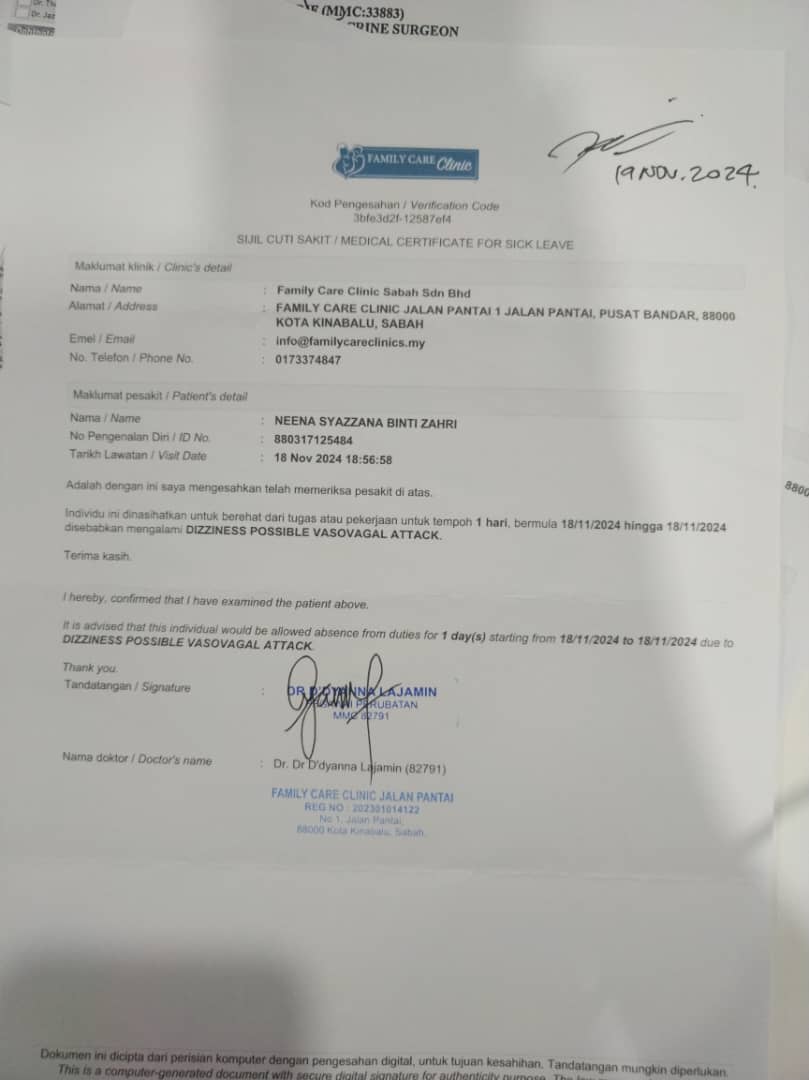 Dr. Jaz
(MMC:33883)
RINE SURGEON
FAMILY CARE Clinic
19 NOV. 2024.
Kod Pengesahan / Verification Code
3bfe3d2f-12587ef4
SIJIL CUTI SAKIT / MEDICAL CERTIFICATE FOR SICK LEAVE
Maklumat klinik / Clinic's detail
Nama / Name : Family Care Clinic Sabah Sdn Bhd
Alamat / Address : FAMILY CARE CLINIC JALAN PANTAI 1 JALAN PANTAI, PUSAT BANDAR, 88000
KOTA KINABALU, SABAH
Emel / Email : info@familycareclinics.my
No. Telefon / Phone No. : 0173374847
Maklumat pesakit / Patient's detail
Nama / Name : NEENA SYAZZANA BINTI ZAHRI
No Pengenalan Diri / ID No. : 880317125484
Tarikh Lawatan / Visit Date : 18 Nov 2024 18:56:58
8800
Adalah dengan ini saya mengesahkan telah memeriksa pesakit di atas.
Individu ini dinasihatkan untuk berehat dari tugas atau pekerjaan untuk tempoh 1 hari, bermula 18/11/2024 hingga 18/11/2024
disebabkan mengalami DIZZINESS POSSIBLE VASOVAGAL ATTACK.
Terima kasih.
I hereby, confirmed that I have examined the patient above.
It is advised that this individual would be allowed absence from duties for 1 day(s) starting from 18/11/2024 to 18/11/2024 due to
DIZZINESS POSSIBLE VASOVAGAL ATTACK.
Thank you.
Tandatangan / Signature :
DR D'DYANNA LAJAMIN
PERUBATAN
MMC 82791
Nama doktor / Doctor's name : Dr. Dr D'dyanna Lajamin (82791)
FAMILY CARE CLINIC JALAN PANTAI
REG NO : 202301014122
No 1, Jalan Pantai,
88000 Kota Kinabalu, Sabah.
Dokumen ini dicipta dari perisian komputer dengan pengesahan digital, untuk tujuan kesahihan. Tandatangan mungkin diperlukan.
This is a computer-generated document with secure digital signature for authenticity purpose. The